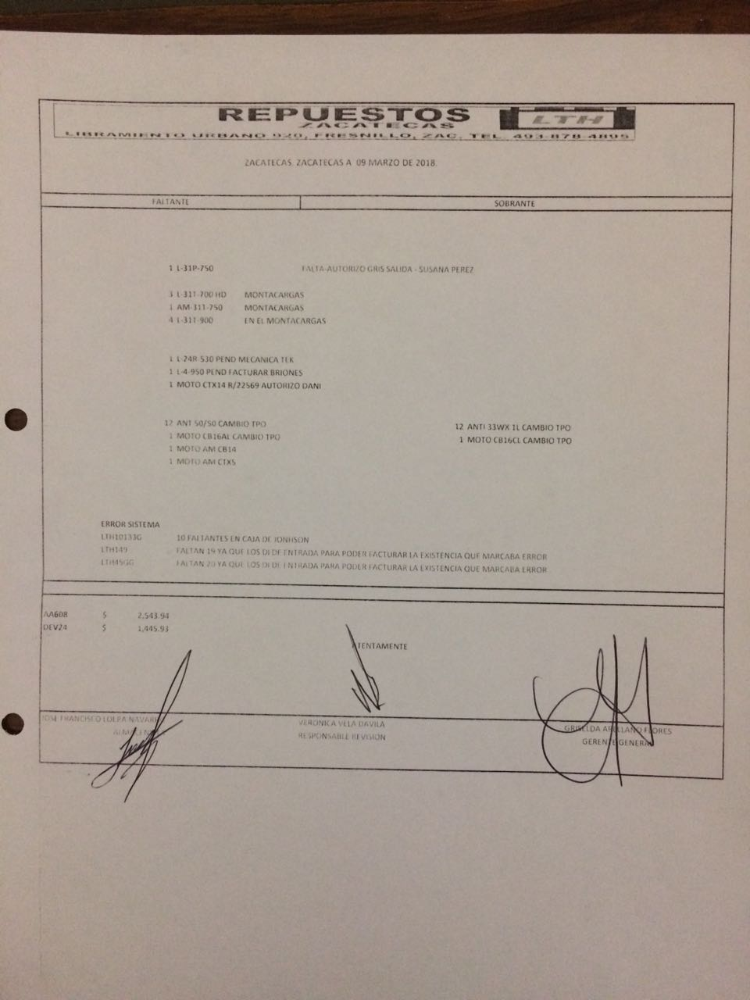 REPUESTOS
ZACATECAS
LTH
LIBRAMIENTO URBANO 920, FRESNILLO, ZAC. TEL. 493-878-4895
ZACATECAS, ZACATECAS A 09 MARZO DE 2018.
FALTANTE SOBRANTE
1 L-31P-750 FALTA-AUTORIZO GRIS SALIDA - SUSANA PEREZ
3 L-31T-700 HD MONTACARGAS
1 AM-31T-750 MONTACARGAS
4 L-31T-900 EN EL MONTACARGAS
1 L-24R 530 PEND MECANICA TEK
1 L-4-950 PEND FACTURAR BRIONES
1 MOTO CTX14 R/22569 AUTORIZO DANI
12 ANT 50/50 CAMBIO TPO 12 ANTI 33WX 1L CAMBIO TPO
1 MOTO CB16AL CAMBIO TPO 1 MOTO CB16CL CAMBIO TPO
1 MOTO AM CB14
1 MOTO AM CTX5
ERROR SISTEMA
LTH10133G 10 FALTANTES EN CAJA DE JONHSON
LTH149 FALTAN 19 YA QUE LOS DI DE ENTRADA PARA PODER FACTURAR LA EXISTENCIA QUE MARCABA ERROR
LTH45GG FALTAN 20 YA QUE LOS DI DE ENTRADA PARA PODER FACTURAR LA EXISTENCIA QUE MARCABA ERROR
AA608 $ 2,543.94
DEV24 $ 1,445.93
ATENTAMENTE
JOSE FRANCISCO LOERA NAVARRO VERONICA VELA DAVILA GRISELDA ARELLANO FLORES
RESPONSABLE REVISION GERENTE GENERAL